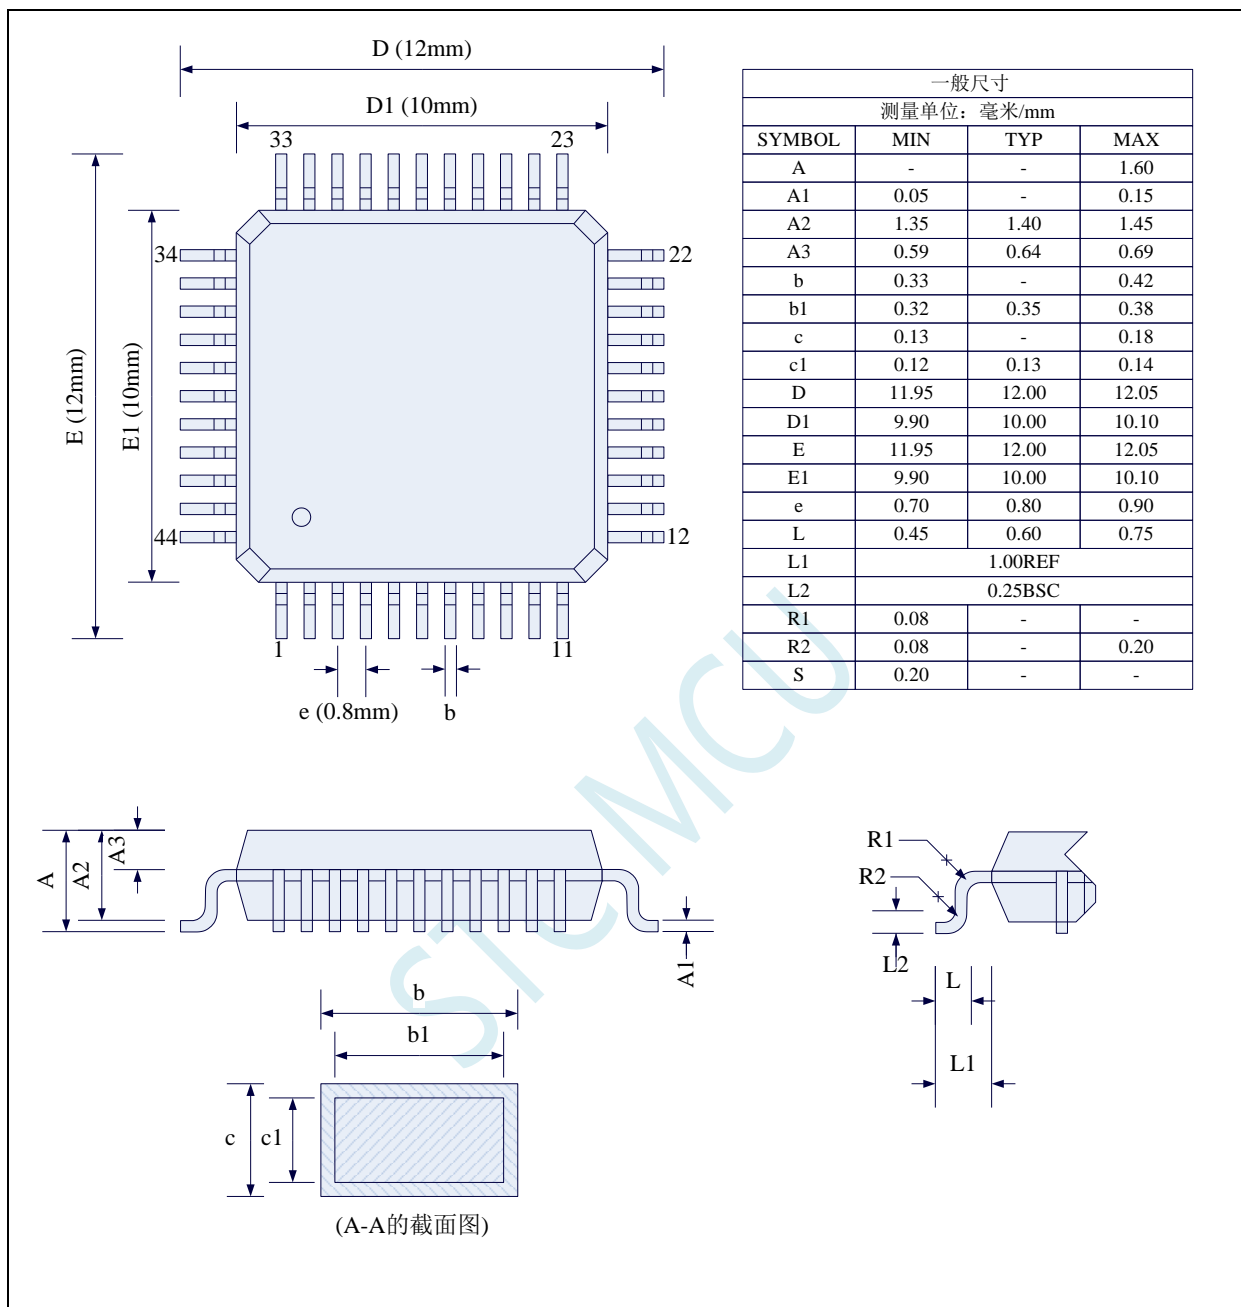 D (12mm)
D1 (10mm)
33 23
34 22
E (12mm)
E1 (10mm)
44 12
1 11
e (0.8mm) b
一般尺寸
测量单位：毫米/mm
SYMBOL MIN TYP MAX
A - - 1.60
A1 0.05 - 0.15
A2 1.35 1.40 1.45
A3 0.59 0.64 0.69
b 0.33 - 0.42
b1 0.32 0.35 0.38
c 0.13 - 0.18
c1 0.12 0.13 0.14
D 11.95 12.00 12.05
D1 9.90 10.00 10.10
E 11.95 12.00 12.05
E1 9.90 10.00 10.10
e 0.70 0.80 0.90
L 0.45 0.60 0.75
L1 1.00REF
L2 0.25BSC
R1 0.08 - -
R2 0.08 - 0.20
S 0.20 - -
STC MCU
A A2 A3
A1
R1
R2
L2
L
L1
b
b1
c c1
(A-A的截面图)